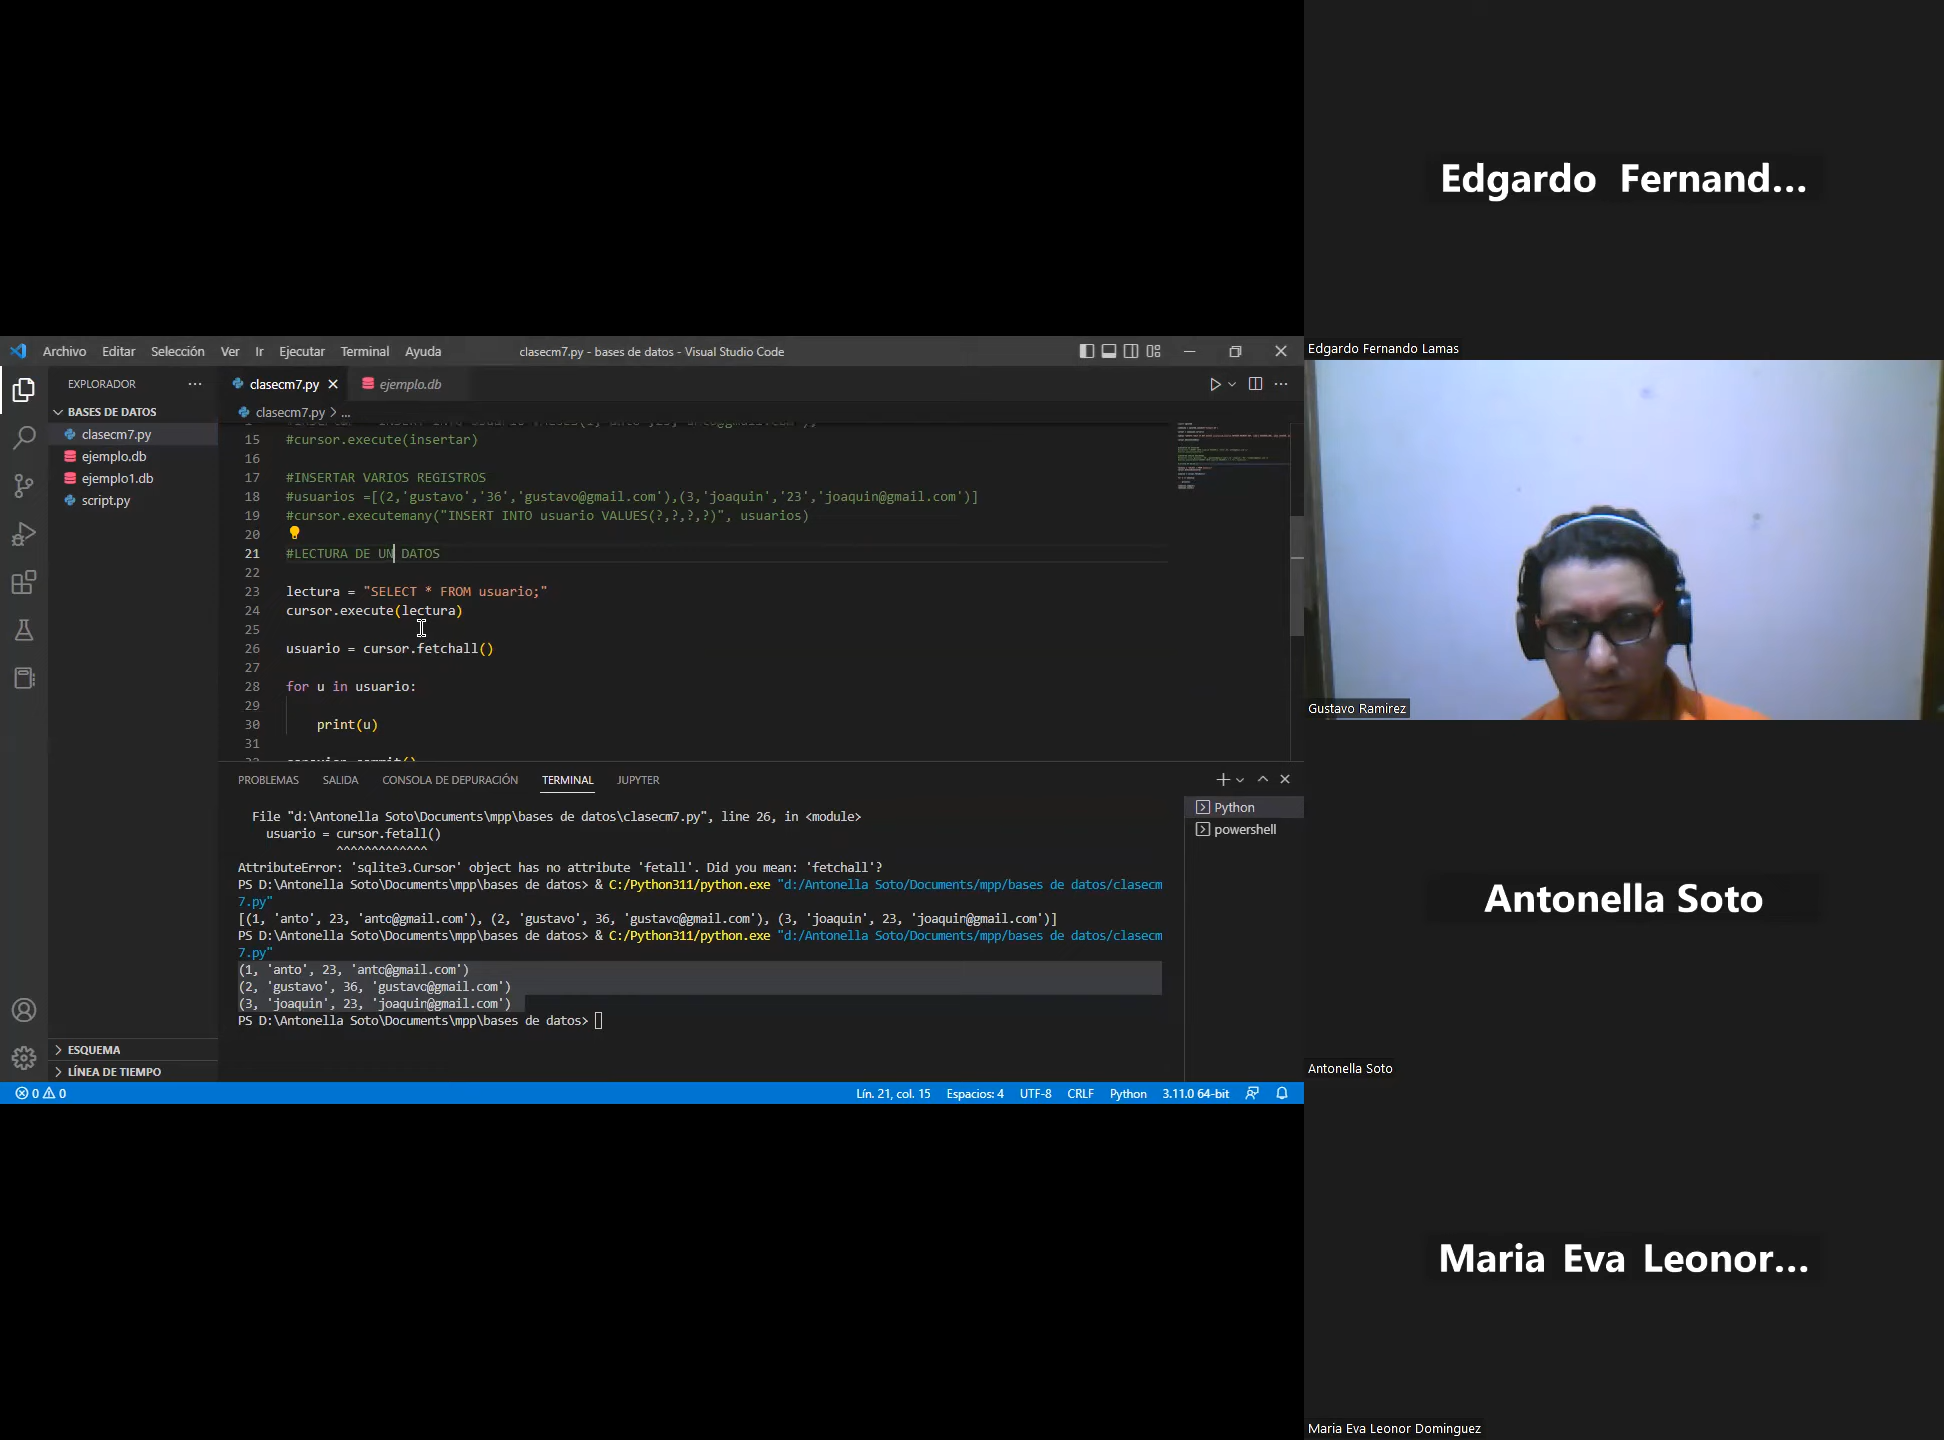 Archivo Editar Selección Ver Ir Ejecutar Terminal Ayuda
clasecm7.py - bases de datos - Visual Studio Code
EXPLORADOR
BASES DE DATOS
clasecm7.py
ejemplo.db
ejemplo1.db
script.py
ESQUEMA
LÍNEA DE TIEMPO
clasecm7.py ejemplo.db
clasecm7.py > ...
15 #cursor.execute(insertar)
16
17 #INSERTAR VARIOS REGISTROS
18 #usuarios =[(2,'gustavo','36','gustavo@gmail.com'),(3,'joaquin','23','joaquin@gmail.com')]
19 #cursor.executemany("INSERT INTO usuario VALUES(?,?,?,?)", usuarios)
20
21 #LECTURA DE UN DATOS
22
23 lectura = "SELECT * FROM usuario;"
24 cursor.execute(lectura)
25
26 usuario = cursor.fetchall()
27
28 for u in usuario:
29
30 print(u)
31
PROBLEMAS SALIDA CONSOLA DE DEPURACIÓN TERMINAL JUPYTER
File "d:\Antonella Soto\Documents\mpp\bases de datos\clasecm7.py", line 26, in <module>
usuario = cursor.fetall()
^^^^^^^^^^^^^
AttributeError: 'sqlite3.Cursor' object has no attribute 'fetall'. Did you mean: 'fetchall'?
PS D:\Antonella Soto\Documents\mpp\bases de datos> & C:/Python311/python.exe "d:/Antonella Soto/Documents/mpp/bases de datos/clasecm
7.py"
[(1, 'anto', 23, 'anto@gmail.com'), (2, 'gustavo', 36, 'gustavo@gmail.com'), (3, 'joaquin', 23, 'joaquin@gmail.com')]
PS D:\Antonella Soto\Documents\mpp\bases de datos> & C:/Python311/python.exe "d:/Antonella Soto/Documents/mpp/bases de datos/clasecm
7.py"
(1, 'anto', 23, 'anto@gmail.com')
(2, 'gustavo', 36, 'gustavo@gmail.com')
(3, 'joaquin', 23, 'joaquin@gmail.com')
PS D:\Antonella Soto\Documents\mpp\bases de datos>
Python
powershell
0 0
Lín. 21, col. 15 Espacios: 4 UTF-8 CRLF Python 3.11.0 64-bit
Edgardo Fernand...
Edgardo Fernando Lamas
Gustavo Ramirez
Antonella Soto
Antonella Soto
Maria Eva Leonor...
Maria Eva Leonor Dominguez